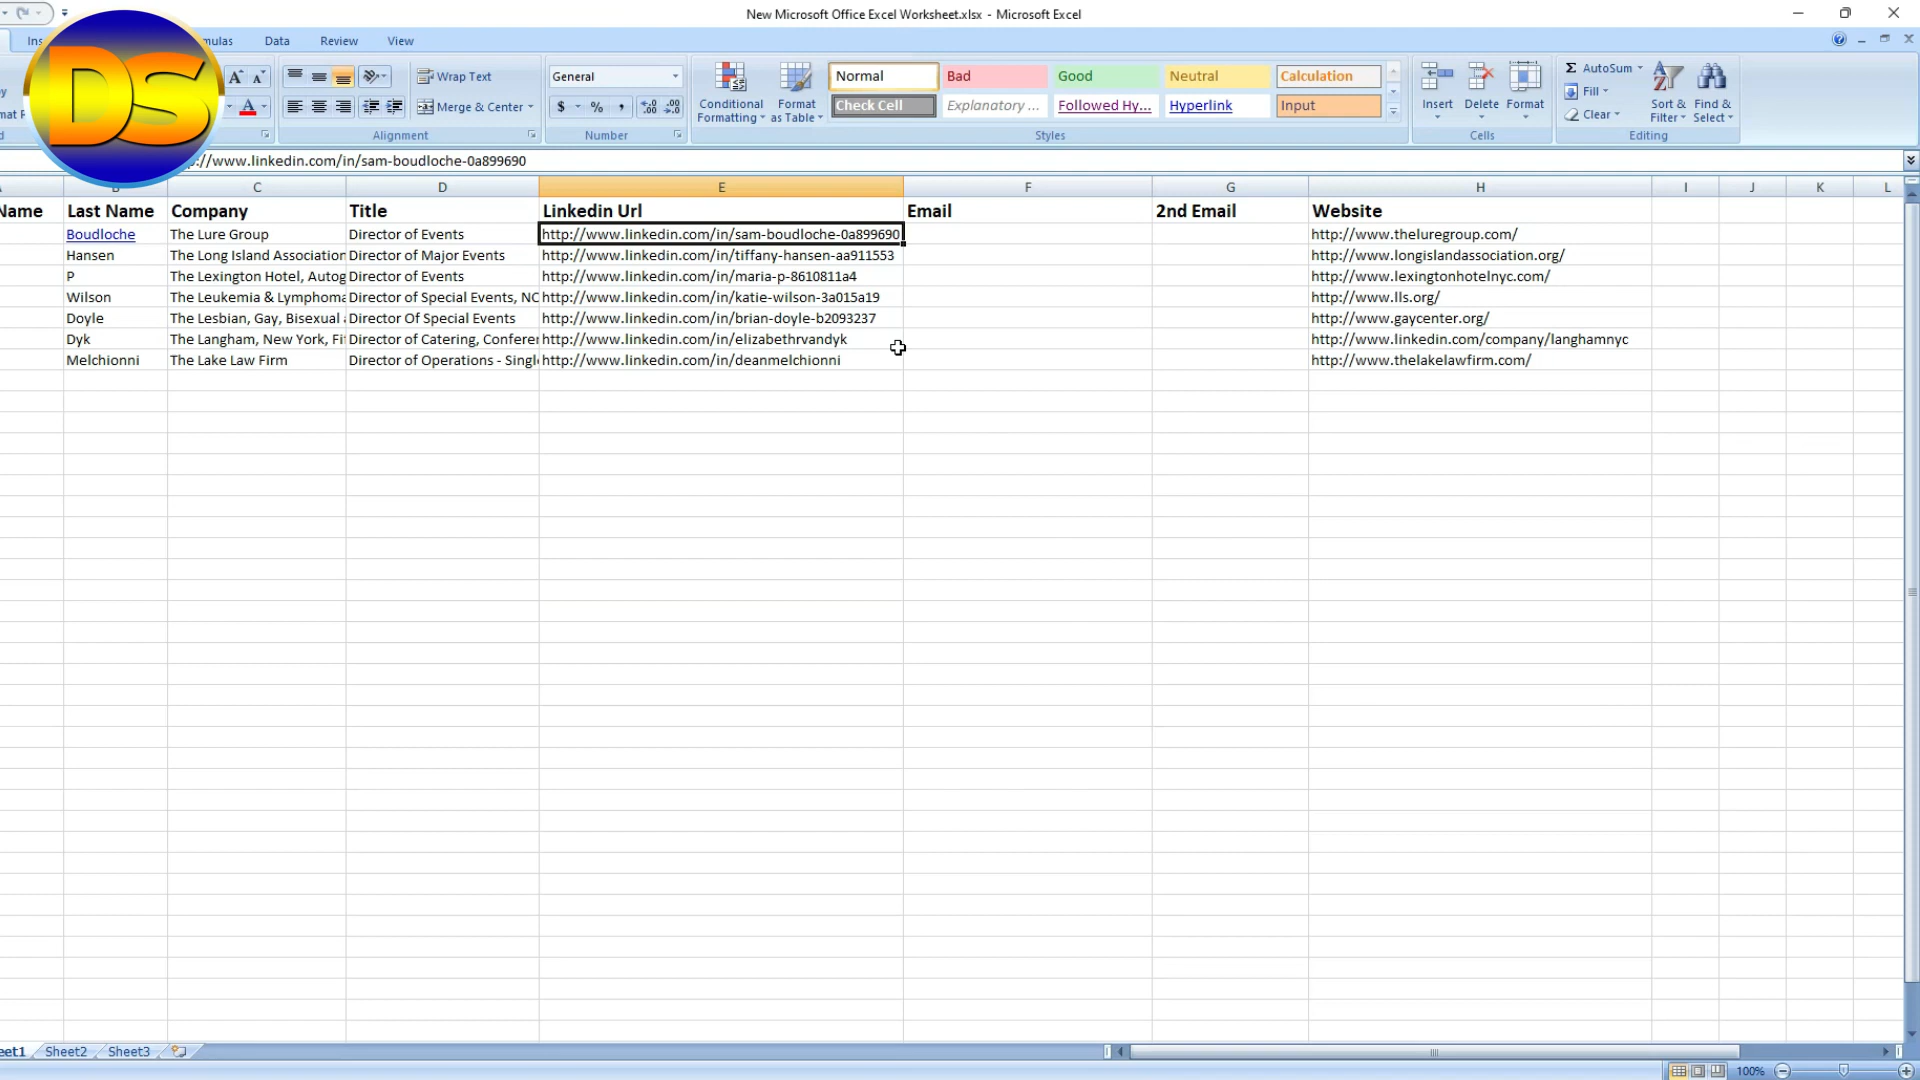 New Microsoft Office Excel Worksheet.xlsx - Microsoft Excel
Data Review View
DS
Wrap Text
Merge & Center
Alignment
General
$ % ,
Number
Conditional Formatting
Format as Table
Normal Bad Good Neutral Calculation
Check Cell Explanatory ... Followed Hy... Hyperlink Input
Styles
Insert Delete Format
Cells
Σ AutoSum
Fill
Clear
Sort & Filter
Find & Select
Editing
://www.linkedin.com/in/sam-boudloche-0a899690
C D E F G H I J K L
Name Last Name Company Title Linkedin Url Email 2nd Email Website
Boudloche The Lure Group Director of Events http://www.linkedin.com/in/sam-boudloche-0a899690 http://www.theluregroup.com/
Hansen The Long Island Association Director of Major Events http://www.linkedin.com/in/tiffany-hansen-aa911553 http://www.longislandassociation.org/
P The Lexington Hotel, Autog Director of Events http://www.linkedin.com/in/maria-p-8610811a4 http://www.lexingtonhotelnyc.com/
Wilson The Leukemia & Lymphoma Director of Special Events, NC http://www.linkedin.com/in/katie-wilson-3a015a19 http://www.lls.org/
Doyle The Lesbian, Gay, Bisexual Director Of Special Events http://www.linkedin.com/in/brian-doyle-b2093237 http://www.gaycenter.org/
Dyk The Langham, New York, Fi Director of Catering, Confere http://www.linkedin.com/in/elizabethrvandyk http://www.linkedin.com/company/langhamnyc
Melchionni The Lake Law Firm Director of Operations - Singl http://www.linkedin.com/in/deanmelchionni http://www.thelakelawfirm.com/
eet1 Sheet2 Sheet3
100%